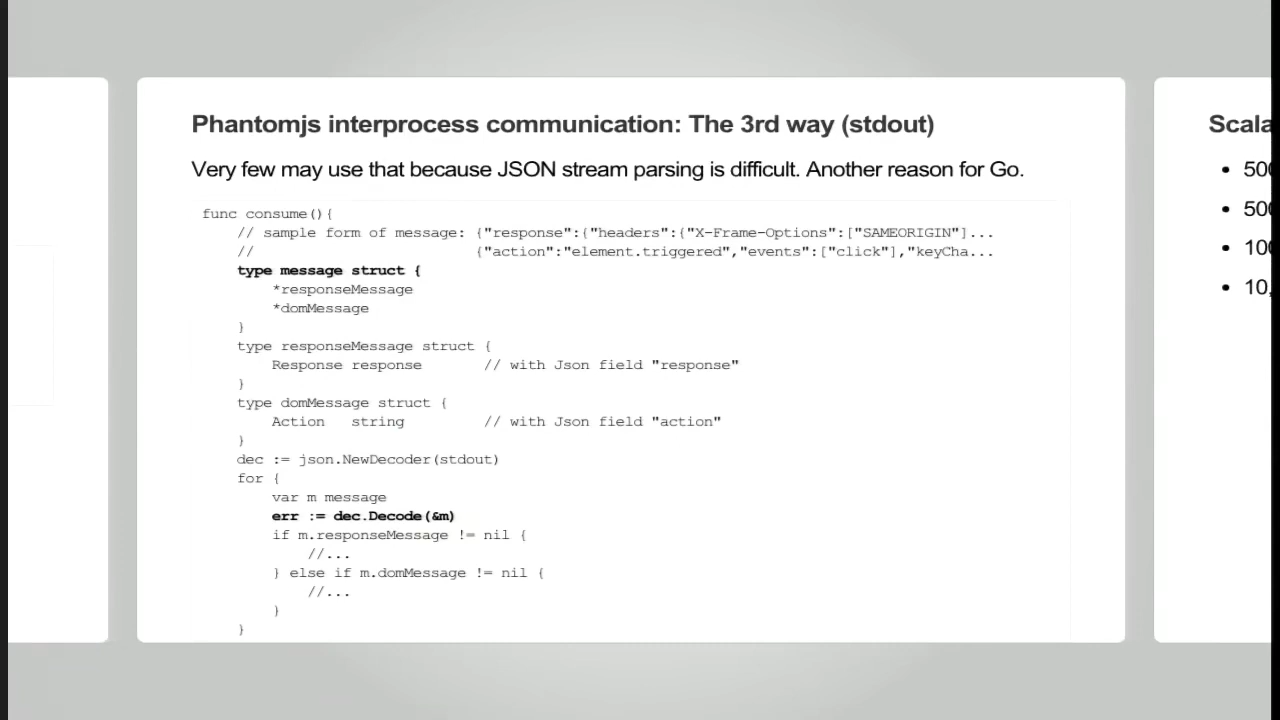 Phantomjs interprocess communication: The 3rd way (stdout)
Very few may use that because JSON stream parsing is difficult. Another reason for Go.
func consume(){
// sample form of message: {"response":{"headers":{"X-Frame-Options":["SAMEORIGIN"]...
// {"action":"element.triggered","events":["click"],"keyCha...
type message struct {
*responseMessage
*domMessage
}
type responseMessage struct {
Response response // with Json field "response"
}
type domMessage struct {
Action string // with Json field "action"
}
dec := json.NewDecoder(stdout)
for {
var m message
err := dec.Decode(&m)
if m.responseMessage != nil {
//...
} else if m.domMessage != nil {
//...
}
}
Scala
• 500
• 500
• 100
• 10,